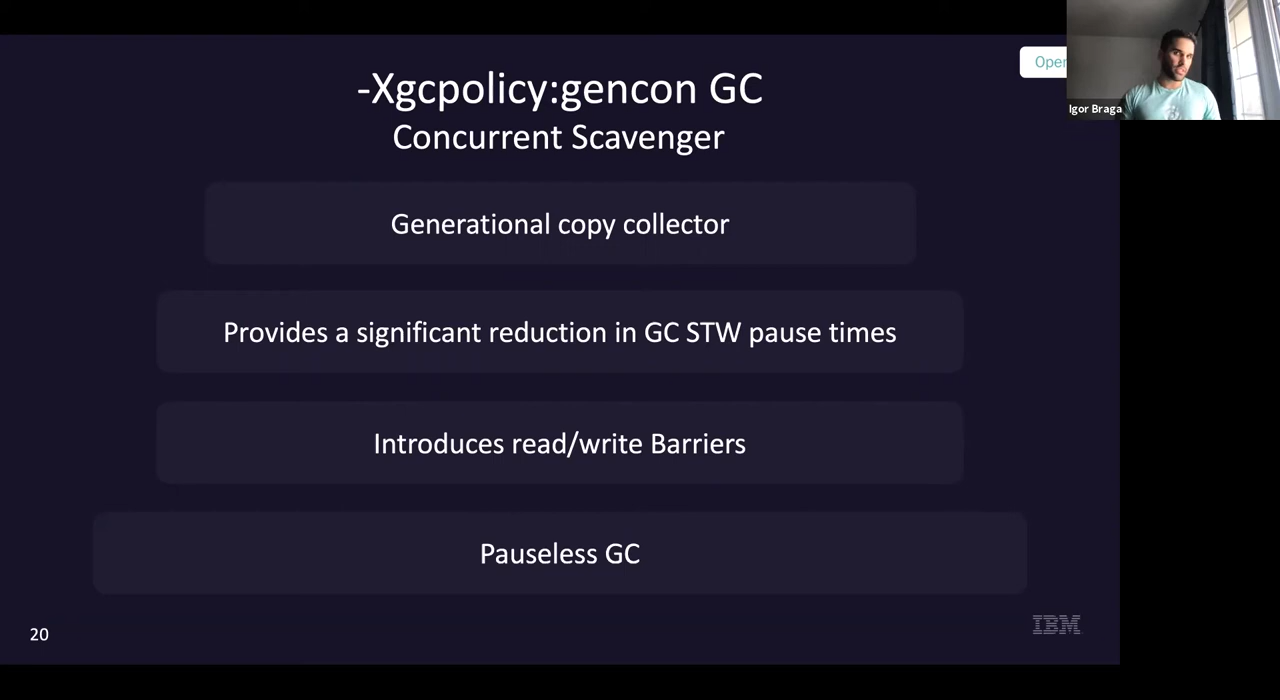 -Xgcpolicy:gencon GC
Concurrent Scavenger
Open
Igor Braga
Generational copy collector
Provides a significant reduction in GC STW pause times
Introduces read/write Barriers
Pauseless GC
20
IBM